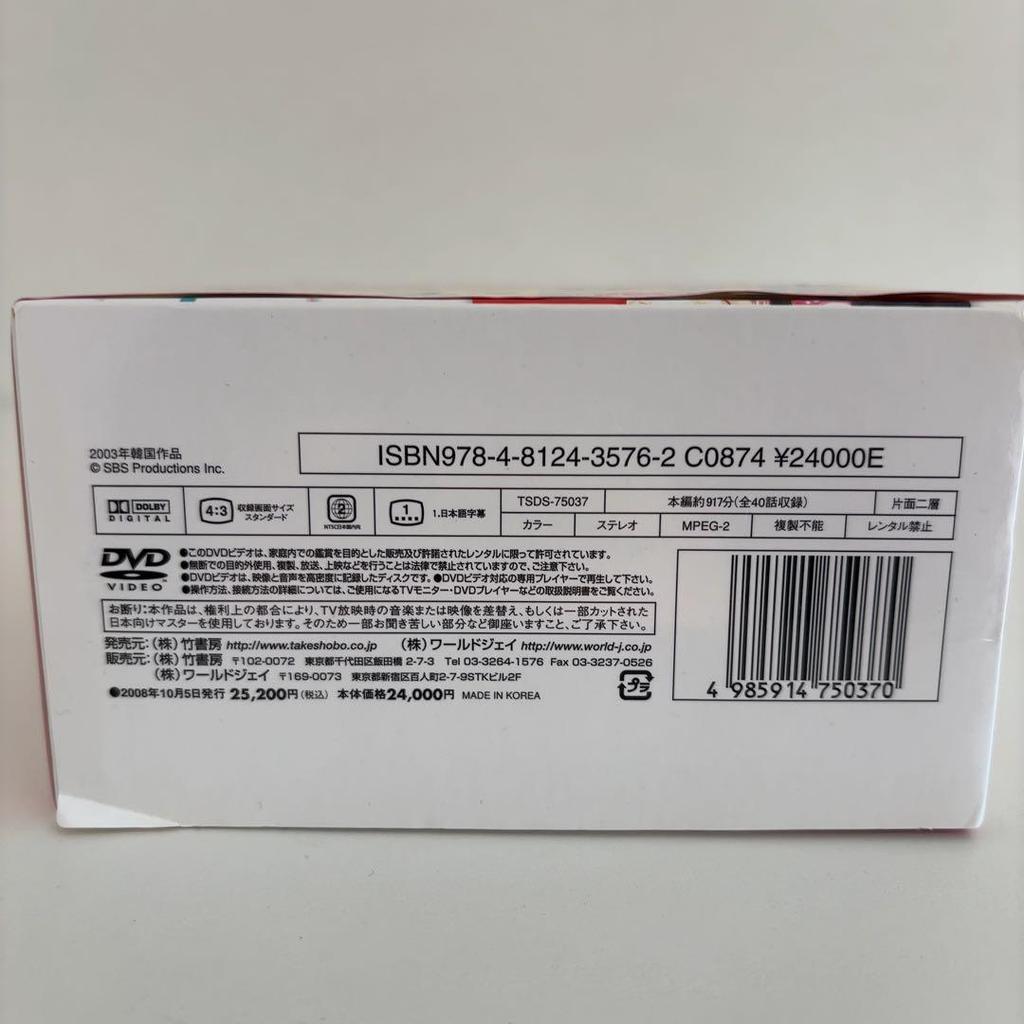 2003年韓国作品
© SBS Productions Inc.
ISBN978-4-8124-3576-2 C0874 ¥24000E
DOLBY DIGITAL
4:3 収録画面サイズ スタンダード
2 NTSC日本国内向
1 1.日本語字幕
TSDS-75037 本編約917分(全40話収録) 片面二層
カラー ステレオ MPEG-2 複製不能 レンタル禁止
DVD VIDEO
●このDVDビデオは、家庭内での鑑賞を目的とした販売及び許諾されたレンタルに限って許可されています。
●無断での目的外使用、複製、放送、上映などを行うことは法律で禁止されていますので、ご注意下さい。
●DVDビデオは、映像と音声を高密度に記録したディスクです。●DVDビデオ対応の専用プレイヤーで再生して下さい。
●操作方法、接続方法の詳細については、ご使用になるTVモニター・DVDプレイヤーなどの取扱説明書をご覧ください。
お断り:本作品は、権利上の都合により、TV放映時の音楽または映像を差替え、もしくは一部カットされた
日本向けマスターを使用しております。そのため一部お聞き苦しい部分など御座いますこと、ご了承下さい。
発売元:(株)竹書房 http://www.takeshobo.co.jp (株)ワールドジェイ http://www.world-j.co.jp
販売元:(株)竹書房 〒102-0072 東京都千代田区飯田橋 2-7-3 Tel 03-3264-1576 Fax 03-3237-0526
(株)ワールドジェイ 〒169-0073 東京都新宿区百人町2-7-9STKビル2F
●2008年10月5日発行 25,200円(税込) 本体価格24,000円 MADE IN KOREA
プラ
4 985914 750370